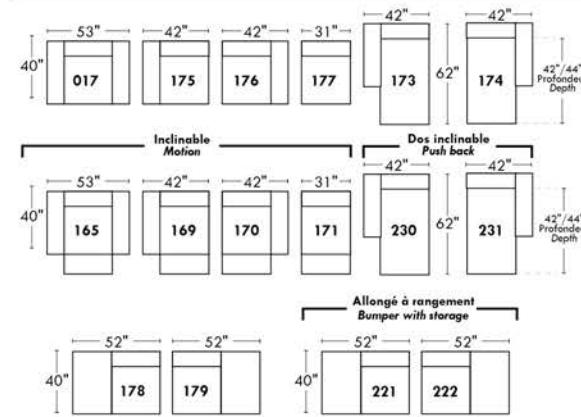 53" 42" 42" 31" 42" 42"
40" 017 175 176 177 173 62" 174 42"/44" Profondeur Depth
Inclinable
Motion
Dos inclinable
Push back
53" 42" 42" 31" 42" 42"
40" 165 169 170 171 230 62" 231 42"/44" Profondeur Depth
Allongé à rangement
Bumper with storage
52" 52" 52" 52"
40" 178 179 40" 221 222